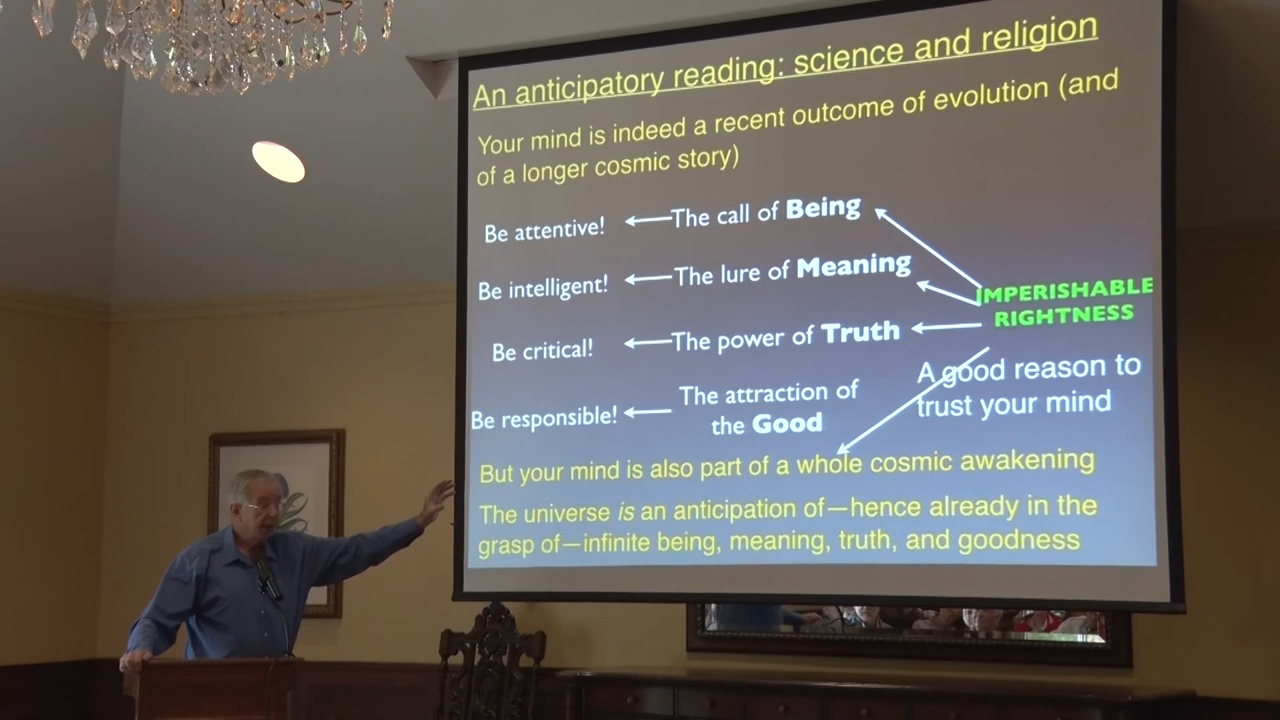 An anticipatory reading: science and religion
Your mind is indeed a recent outcome of evolution (and
of a longer cosmic story)
Be attentive!
The call of Being
Be intelligent!
The lure of Meaning
IMPERISHABLE
RIGHTNESS
Be critical!
The power of Truth
A good reason to
trust your mind
Be responsible!
The attraction of
the Good
But your mind is also part of a whole cosmic awakening
The universe is an anticipation of—hence already in the
grasp of—infinite being, meaning, truth, and goodness